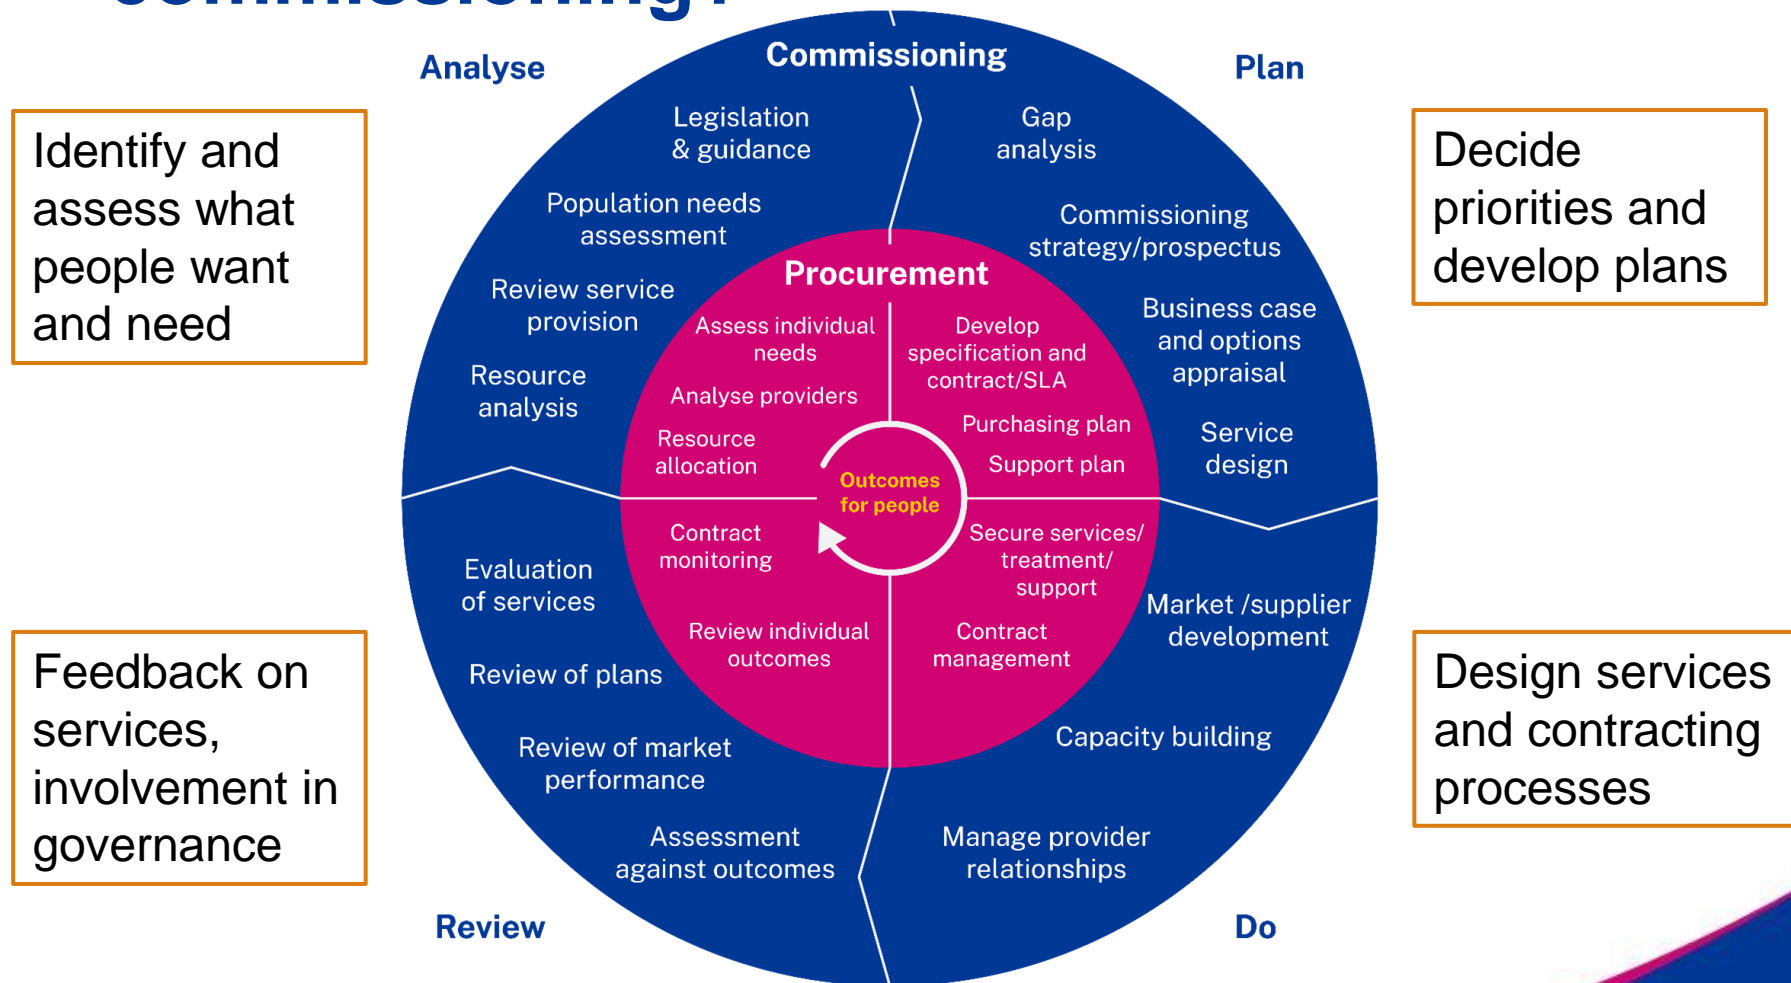 commissioning?
Analyse
Commissioning
Plan
Identify and
assess what
people want
and need
Legislation
& guidance
Population needs
assessment
Review service
provision
Resource
analysis
Gap
analysis
Commissioning
strategy/prospectus
Business case
and options
appraisal
Service
design
Decide
priorities and
develop plans
Procurement
Assess individual
needs
Analyse providers
Resource
allocation
Develop
specification and
contract/SLA
Purchasing plan
Support plan
Outcomes
for people
Contract
monitoring
Review individual
outcomes
Secure services/
treatment/
support
Contract
management
Feedback on
services,
involvement in
governance
Evaluation
of services
Review of plans
Review of market
performance
Assessment
against outcomes
Market /supplier
development
Capacity building
Manage provider
relationships
Design services
and contracting
processes
Review
Do